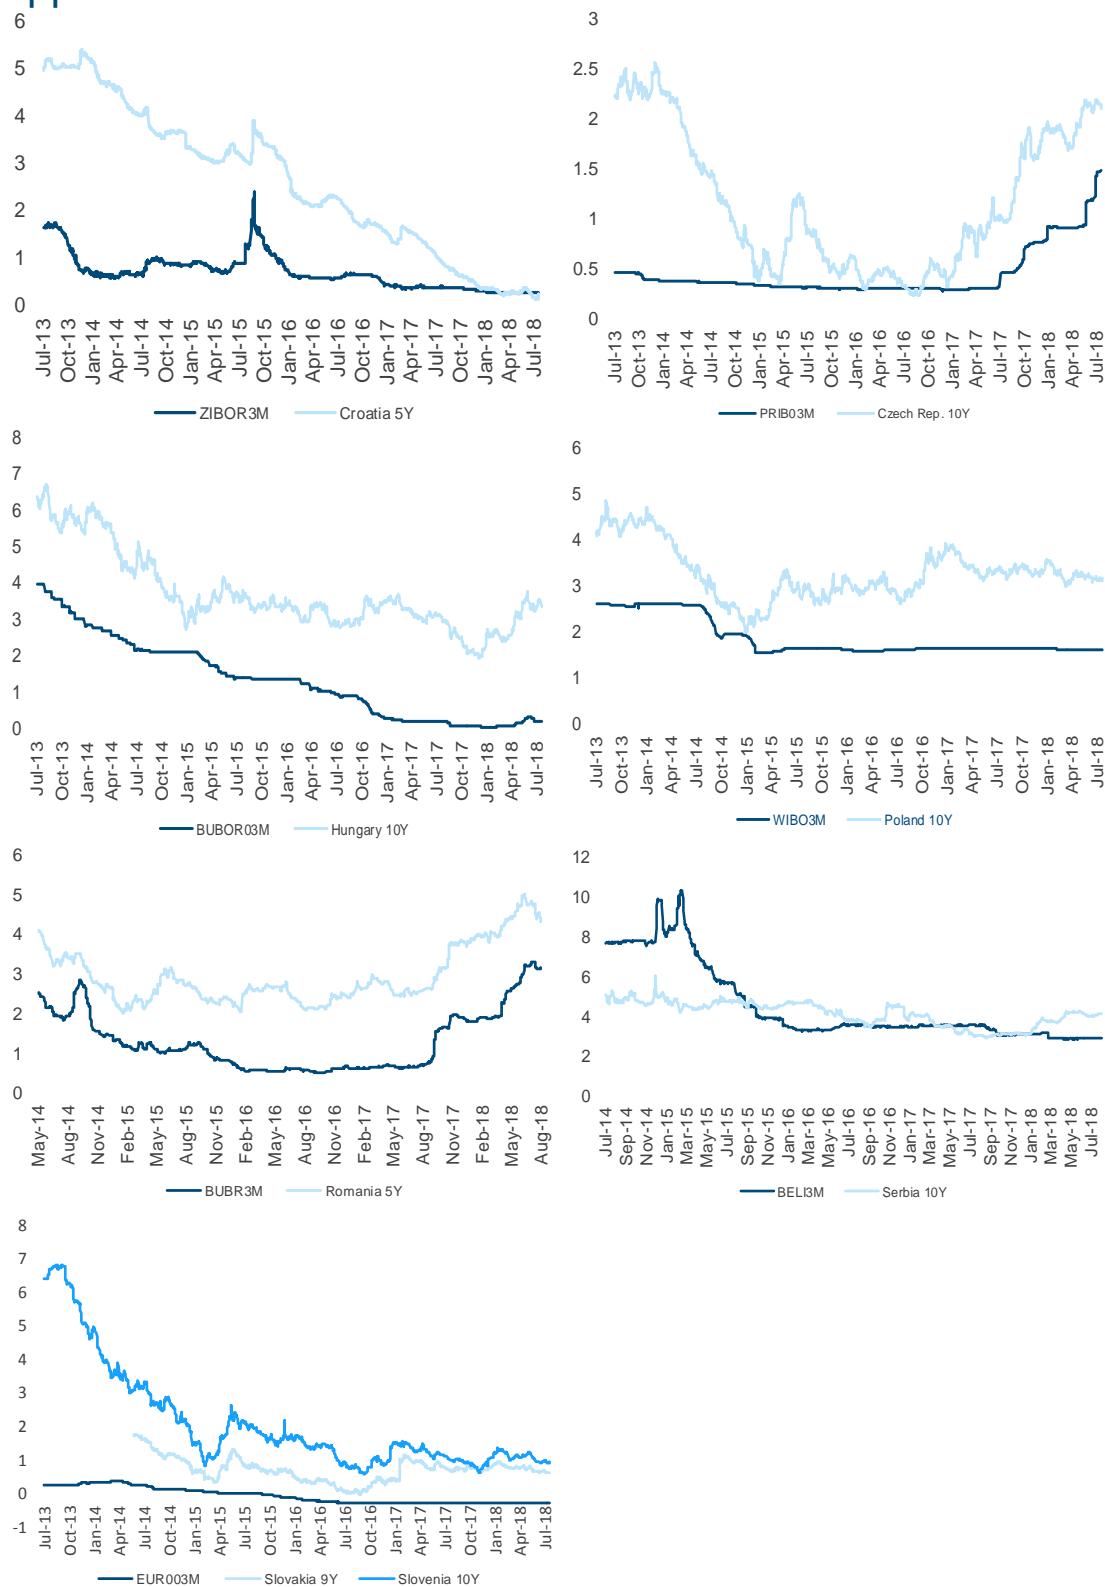 6
5
4
3
2
1
0
Jul-13
Oct-13
Jan-14
Apr-14
Jul-14
Oct-14
Jan-15
Apr-15
Jul-15
Oct-15
Jan-16
Apr-16
Jul-16
Oct-16
Jan-17
Apr-17
Jul-17
Oct-17
Jan-18
Apr-18
Jul-18
ZIBOR3M Croatia 5Y
3
2.5
2
1.5
1
0.5
0
Jul-13
Oct-13
Jan-14
Apr-14
Jul-14
Oct-14
Jan-15
Apr-15
Jul-15
Oct-15
Jan-16
Apr-16
Jul-16
Oct-16
Jan-17
Apr-17
Jul-17
Oct-17
Jan-18
Apr-18
Jul-18
PRIB03M Czech Rep. 10Y
8
7
6
5
4
3
2
1
0
Jul-13
Oct-13
Jan-14
Apr-14
Jul-14
Oct-14
Jan-15
Apr-15
Jul-15
Oct-15
Jan-16
Apr-16
Jul-16
Oct-16
Jan-17
Apr-17
Jul-17
Oct-17
Jan-18
Apr-18
Jul-18
BUBOR03M Hungary 10Y
6
5
4
3
2
1
0
Jul-13
Oct-13
Jan-14
Apr-14
Jul-14
Oct-14
Jan-15
Apr-15
Jul-15
Oct-15
Jan-16
Apr-16
Jul-16
Oct-16
Jan-17
Apr-17
Jul-17
Oct-17
Jan-18
Apr-18
Jul-18
WIBO3M Poland 10Y
6
5
4
3
2
1
0
May-14
Aug-14
Nov-14
Feb-15
May-15
Aug-15
Nov-15
Feb-16
May-16
Aug-16
Nov-16
Feb-17
May-17
Aug-17
Nov-17
Feb-18
May-18
Aug-18
BUBR3M Romania 5Y
12
10
8
6
4
2
0
Jul-14
Sep-14
Nov-14
Jan-15
Mar-15
May-15
Jul-15
Sep-15
Nov-15
Jan-16
Mar-16
May-16
Jul-16
Sep-16
Nov-16
Jan-17
Mar-17
May-17
Jul-17
Sep-17
Nov-17
Jan-18
Mar-18
May-18
Jul-18
BELI3M Serbia 10Y
8
7
6
5
4
3
2
1
0
-1
Jul-13
Oct-13
Jan-14
Apr-14
Jul-14
Oct-14
Jan-15
Apr-15
Jul-15
Oct-15
Jan-16
Apr-16
Jul-16
Oct-16
Jan-17
Apr-17
Jul-17
Oct-17
Jan-18
Apr-18
Jul-18
EUR003M Slovakia 9Y Slovenia 10Y